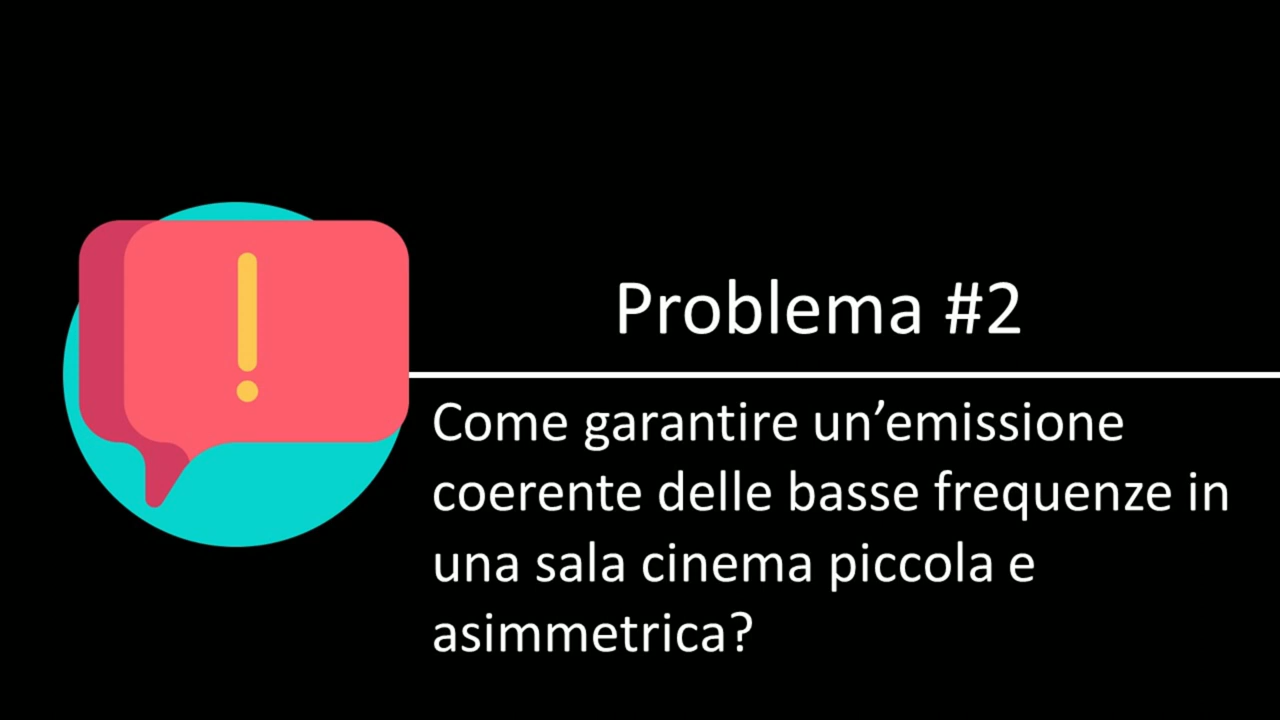 Problema #2
Come garantire un’emissione
coerente delle basse frequenze in
una sala cinema piccola e
asimmetrica?